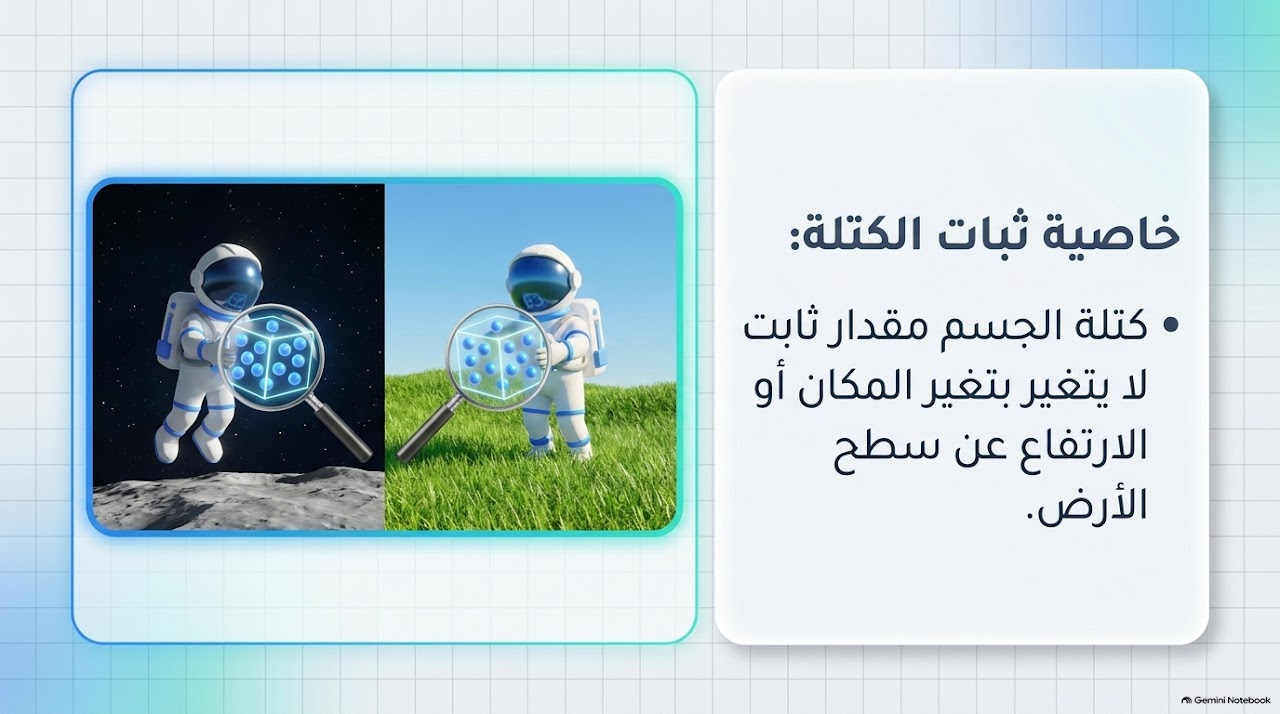 خاصية ثبات الكتلة:
• كتلة الجسم مقدار ثابت
لا يتغير بتغير المكان أو
الارتفاع عن سطح
الأرض.
Gemini Notebook